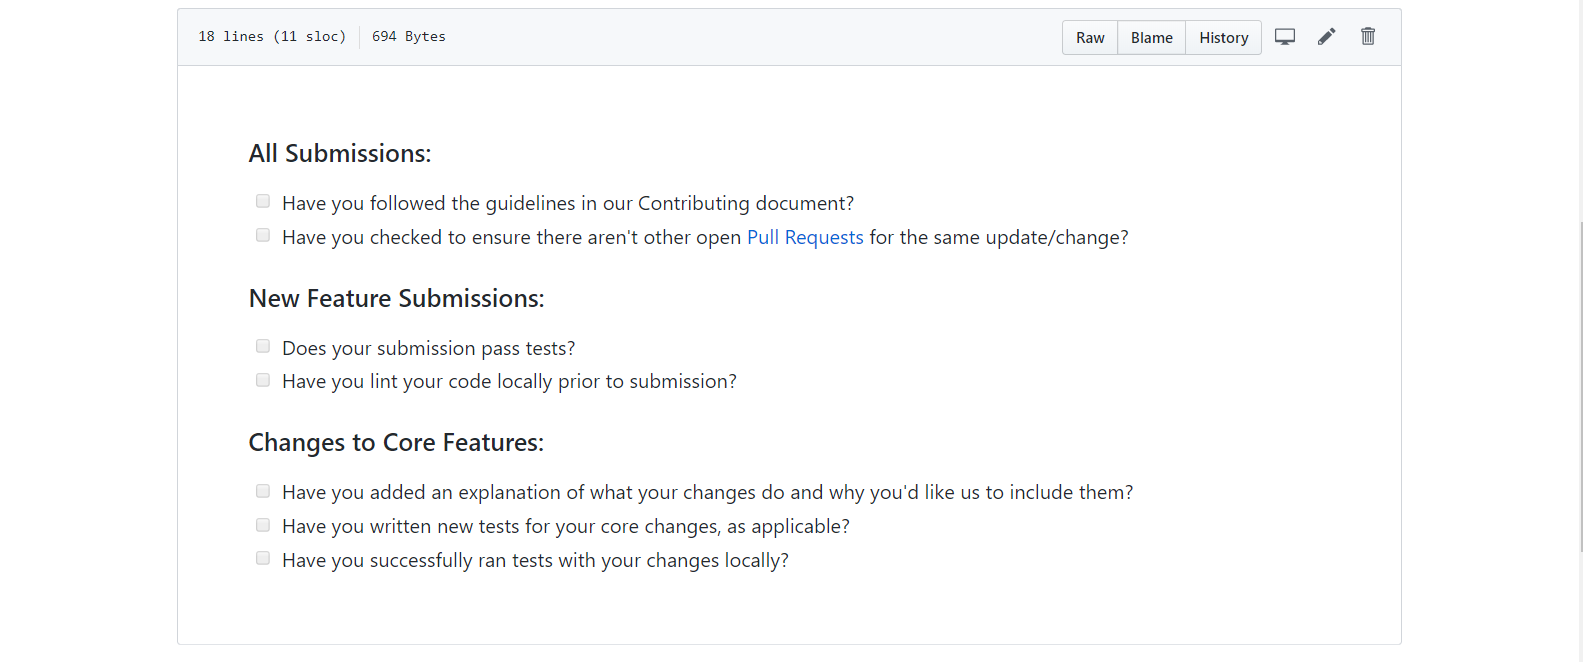 18 lines (11 sloc) 694 Bytes Raw Blame History
All Submissions:
Have you followed the guidelines in our Contributing document?
Have you checked to ensure there aren't other open Pull Requests for the same update/change?
New Feature Submissions:
Does your submission pass tests?
Have you lint your code locally prior to submission?
Changes to Core Features:
Have you added an explanation of what your changes do and why you'd like us to include them?
Have you written new tests for your core changes, as applicable?
Have you successfully ran tests with your changes locally?